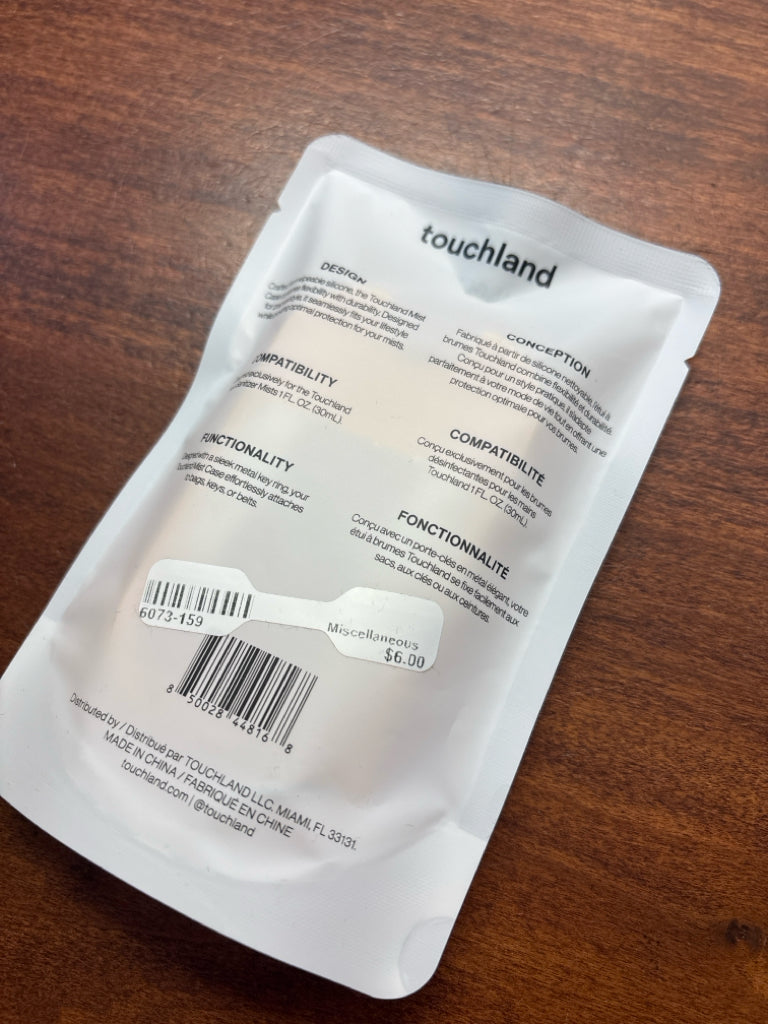 touchland
DESIGN
silicone, the Touchland Mist
flexibility with durability. Designed
it seamlessly fits your lifestyle
optimal protection for your mists.
COMPATIBILITY
exclusively for the Touchland
Mists 1 FL. OZ. (30mL).
FUNCTIONALITY
with a sleek metal key ring, your
Mist Case effortlessly attaches
bags, keys, or belts.
CONCEPTION
Fabriqué à partir de silicone nettoyable, l'étui à
brumes Touchland combine flexibilité et durabilité.
Conçu pour un style pratique, il s'adapte
parfaitement à votre mode de vie tout en offrant une
protection optimale pour vos brumes.
COMPATIBILITÉ
Conçu exclusivement pour les brumes
désinfectantes pour les mains
Touchland 1 FL. OZ. (30mL).
FONCTIONNALITÉ
Conçu avec un porte-clés en métal élégant, votre
étui à brumes Touchland se fixe facilement aux
sacs, aux clés ou aux ceintures.
6073-159
Miscellaneous
$6.00
8 50028 44816 8
Distributed by / Distribué par TOUCHLAND LLC. MIAMI, FL 33131.
MADE IN CHINA / FABRIQUÉ EN CHINE
touchland.com | @touchland